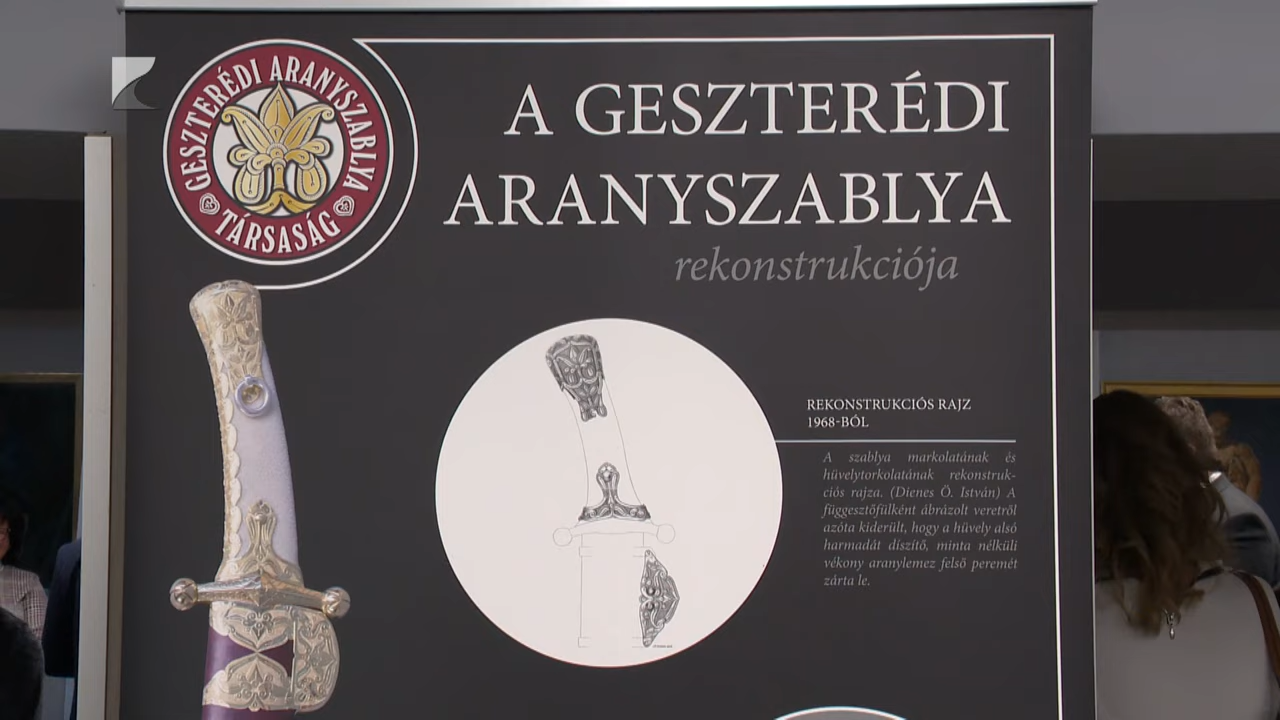 GESZTERÉDI ARANYSZABLYA
TÁRSASÁG
A GESZTERÉDI
ARANYSZABLYA
rekonstrukciója
REKONSTRUKCIÓS RAJZ
1968-BÓL
A szablya markolatának és
hüvelytorkolatának rekonstruk-
ciós rajza. (Dienes Ö. István) A
függesztőfülként ábrázolt veretről
azóta kiderült, hogy a hüvely alsó
harmadát díszítő, minta nélküli
vékony aranylemez felső peremét
zárta le.